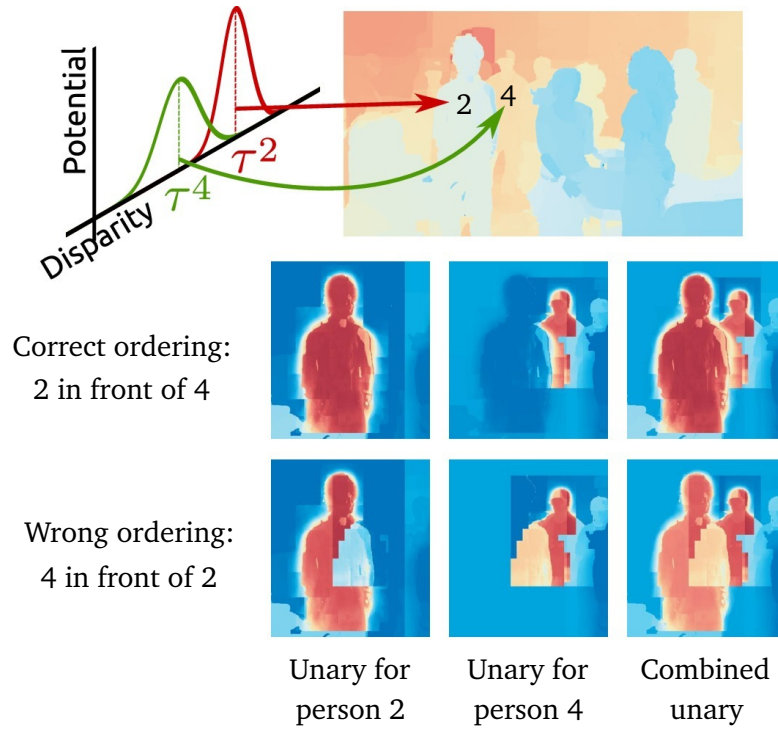 Potential
Disparity
τ⁴
τ²
2
4
Correct ordering:
2 in front of 4
Wrong ordering:
4 in front of 2
Unary for
person 2
Unary for
person 4
Combined
unary